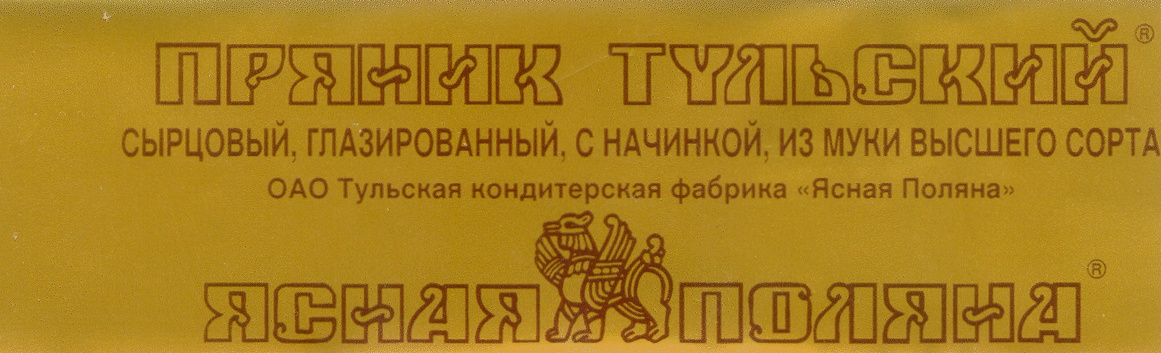 ПРЯНИК ТУЛЬСКИЙ ®
СЫРЦОВЫЙ, ГЛАЗИРОВАННЫЙ, С НАЧИНКОЙ, ИЗ МУКИ ВЫСШЕГО СОРТА
ОАО Тульская кондитерская фабрика «Ясная Поляна»
ЯСНАЯ ПОЛЯНА ®